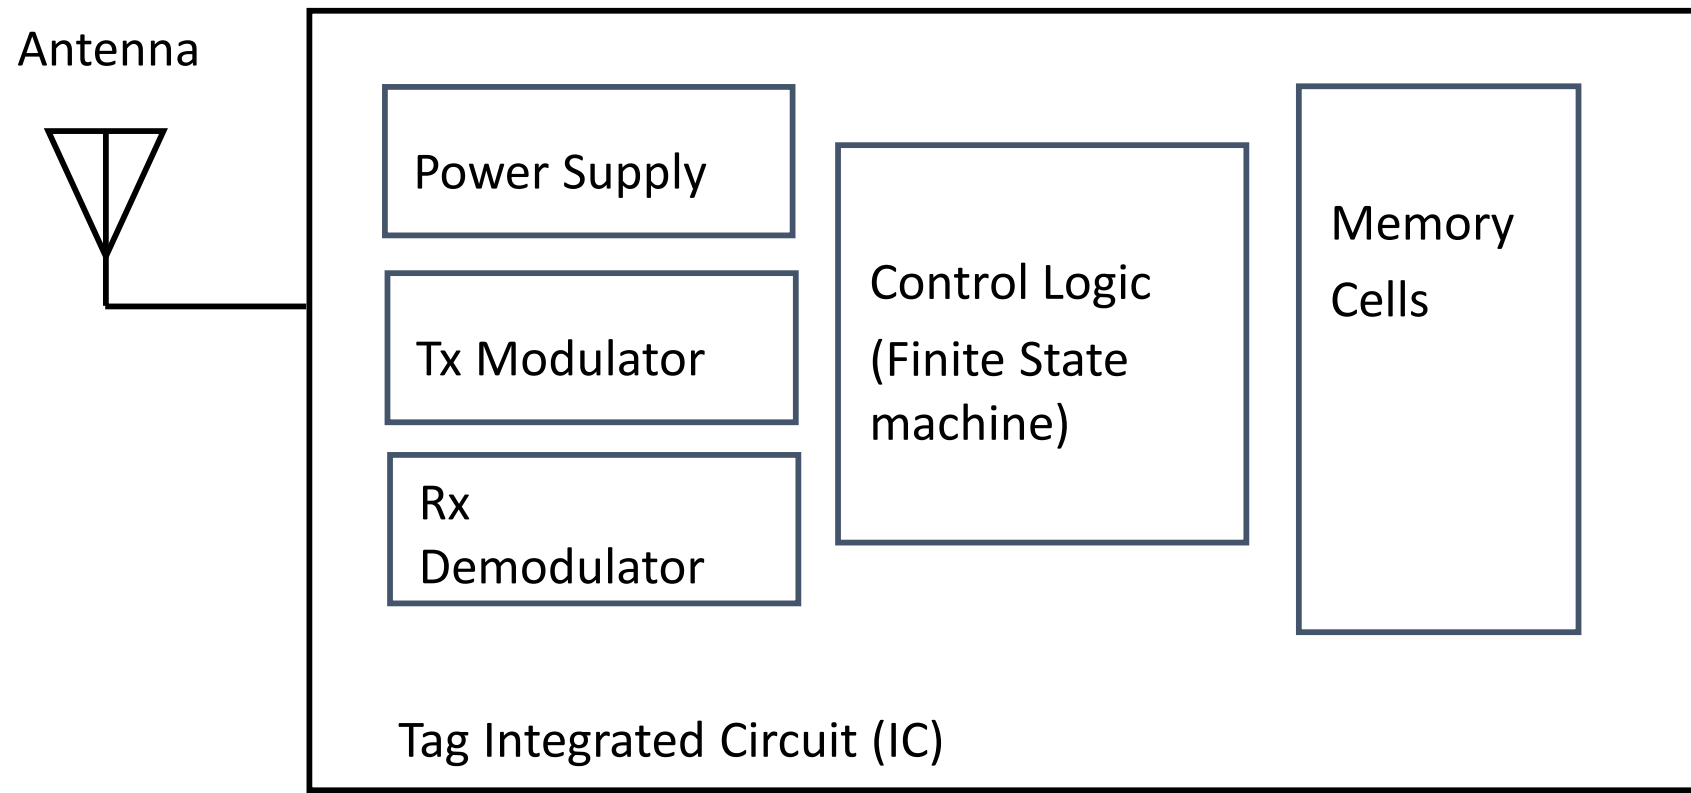 Antenna
Power Supply
Tx Modulator
Rx
Demodulator
Control Logic
(Finite State
machine)
Memory
Cells
Tag Integrated Circuit (IC)